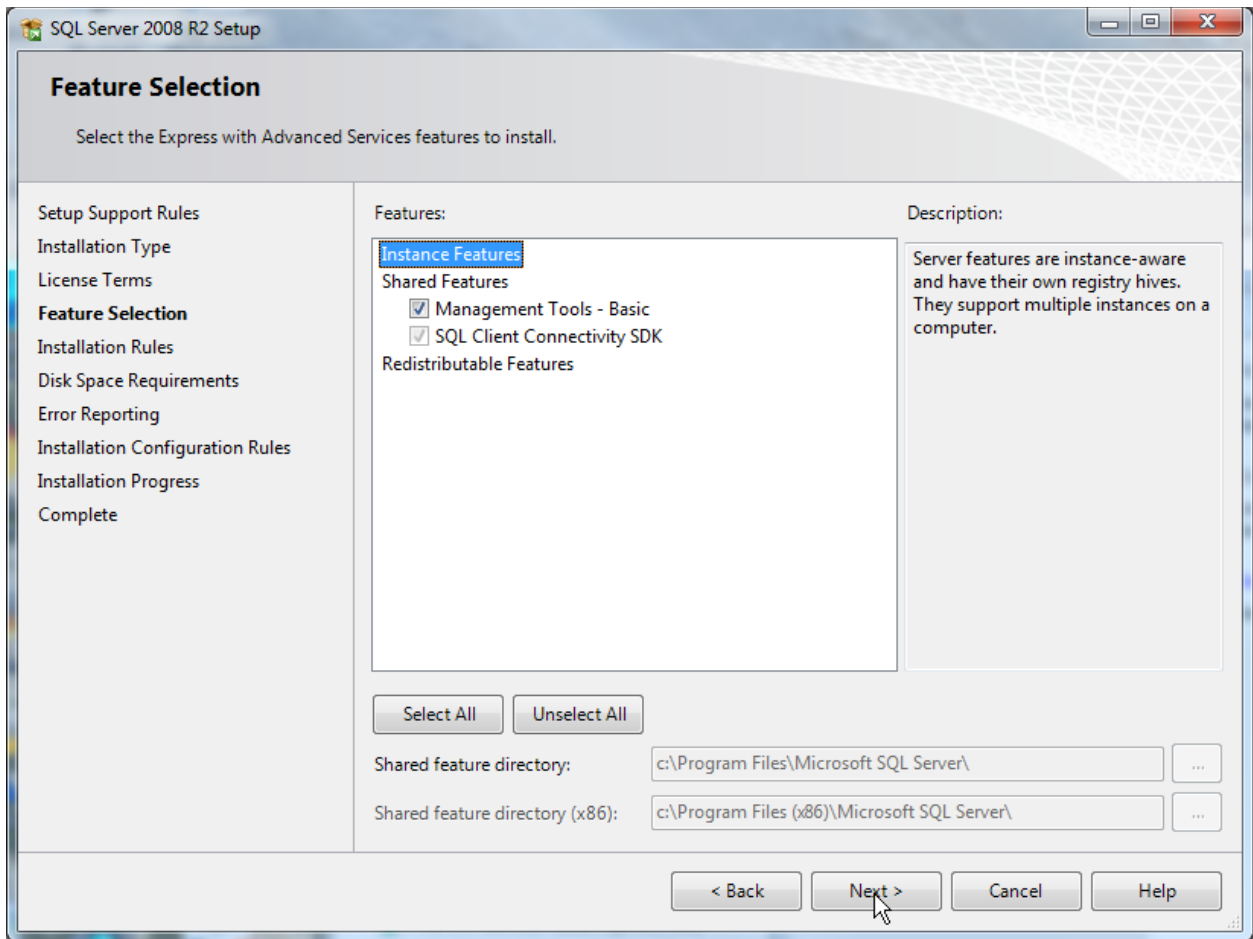 SQL Server 2008 R2 Setup
Feature Selection
Select the Express with Advanced Services features to install.
Setup Support Rules
Installation Type
License Terms
Feature Selection
Installation Rules
Disk Space Requirements
Error Reporting
Installation Configuration Rules
Installation Progress
Complete
Features:
Instance Features
Shared Features
Management Tools - Basic
SQL Client Connectivity SDK
Redistributable Features
Description:
Server features are instance-aware
and have their own registry hives.
They support multiple instances on a
computer.
Select All
Unselect All
Shared feature directory:
c:\Program Files\Microsoft SQL Server\
...
Shared feature directory (x86):
c:\Program Files (x86)\Microsoft SQL Server\
...
< Back
Next >
Cancel
Help